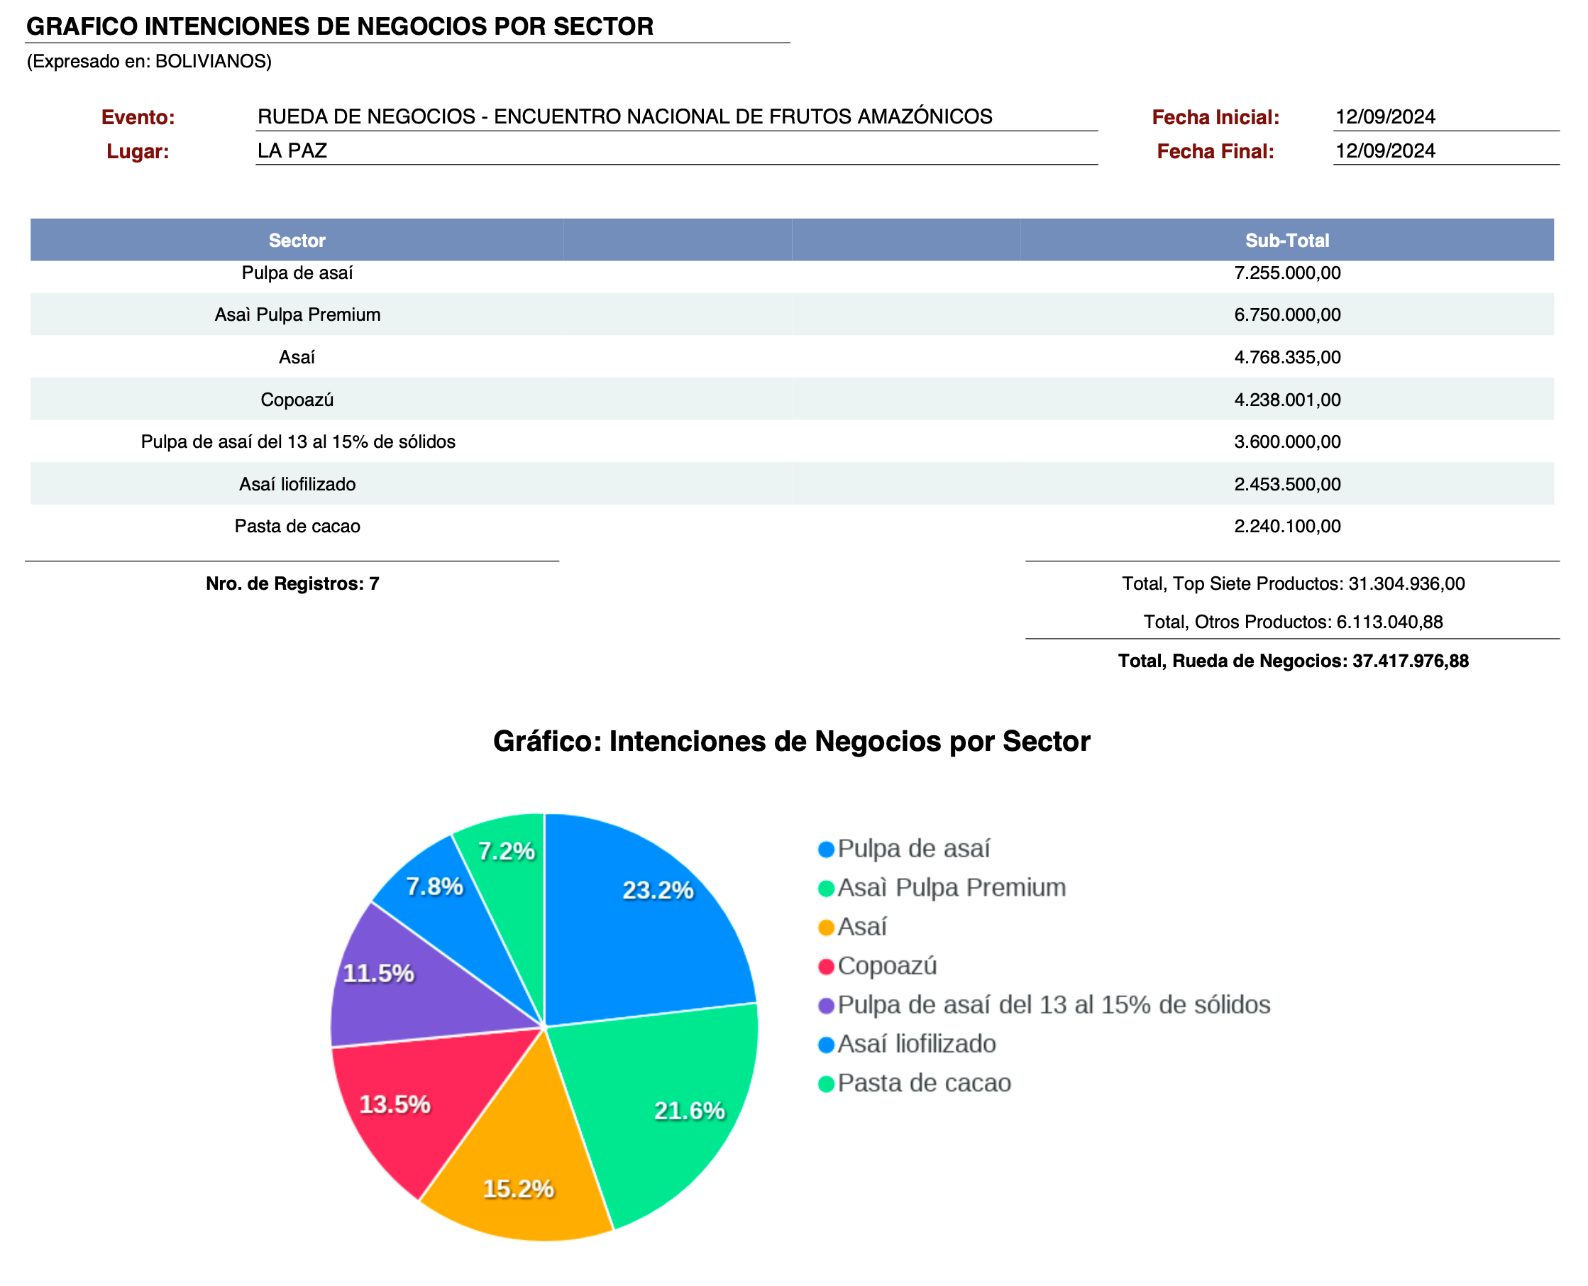 GRAFICO INTENCIONES DE NEGOCIOS POR SECTOR
(Expresado en: BOLIVIANOS)
Evento: RUEDA DE NEGOCIOS - ENCUENTRO NACIONAL DE FRUTOS AMAZÓNICOS Fecha Inicial: 12/09/2024
Lugar: LA PAZ Fecha Final: 12/09/2024
Sector Sub-Total
Pulpa de asaí 7.255.000,00
Asaì Pulpa Premium 6.750.000,00
Asaí 4.768.335,00
Copoazú 4.238.001,00
Pulpa de asaí del 13 al 15% de sólidos 3.600.000,00
Asaí liofilizado 2.453.500,00
Pasta de cacao 2.240.100,00
Nro. de Registros: 7 Total, Top Siete Productos: 31.304.936,00
Total, Otros Productos: 6.113.040,88
Total, Rueda de Negocios: 37.417.976,88
Gráfico: Intenciones de Negocios por Sector
23.2%
21.6%
15.2%
13.5%
11.5%
7.8%
7.2%
Pulpa de asaí
Asaì Pulpa Premium
Asaí
Copoazú
Pulpa de asaí del 13 al 15% de sólidos
Asaí liofilizado
Pasta de cacao